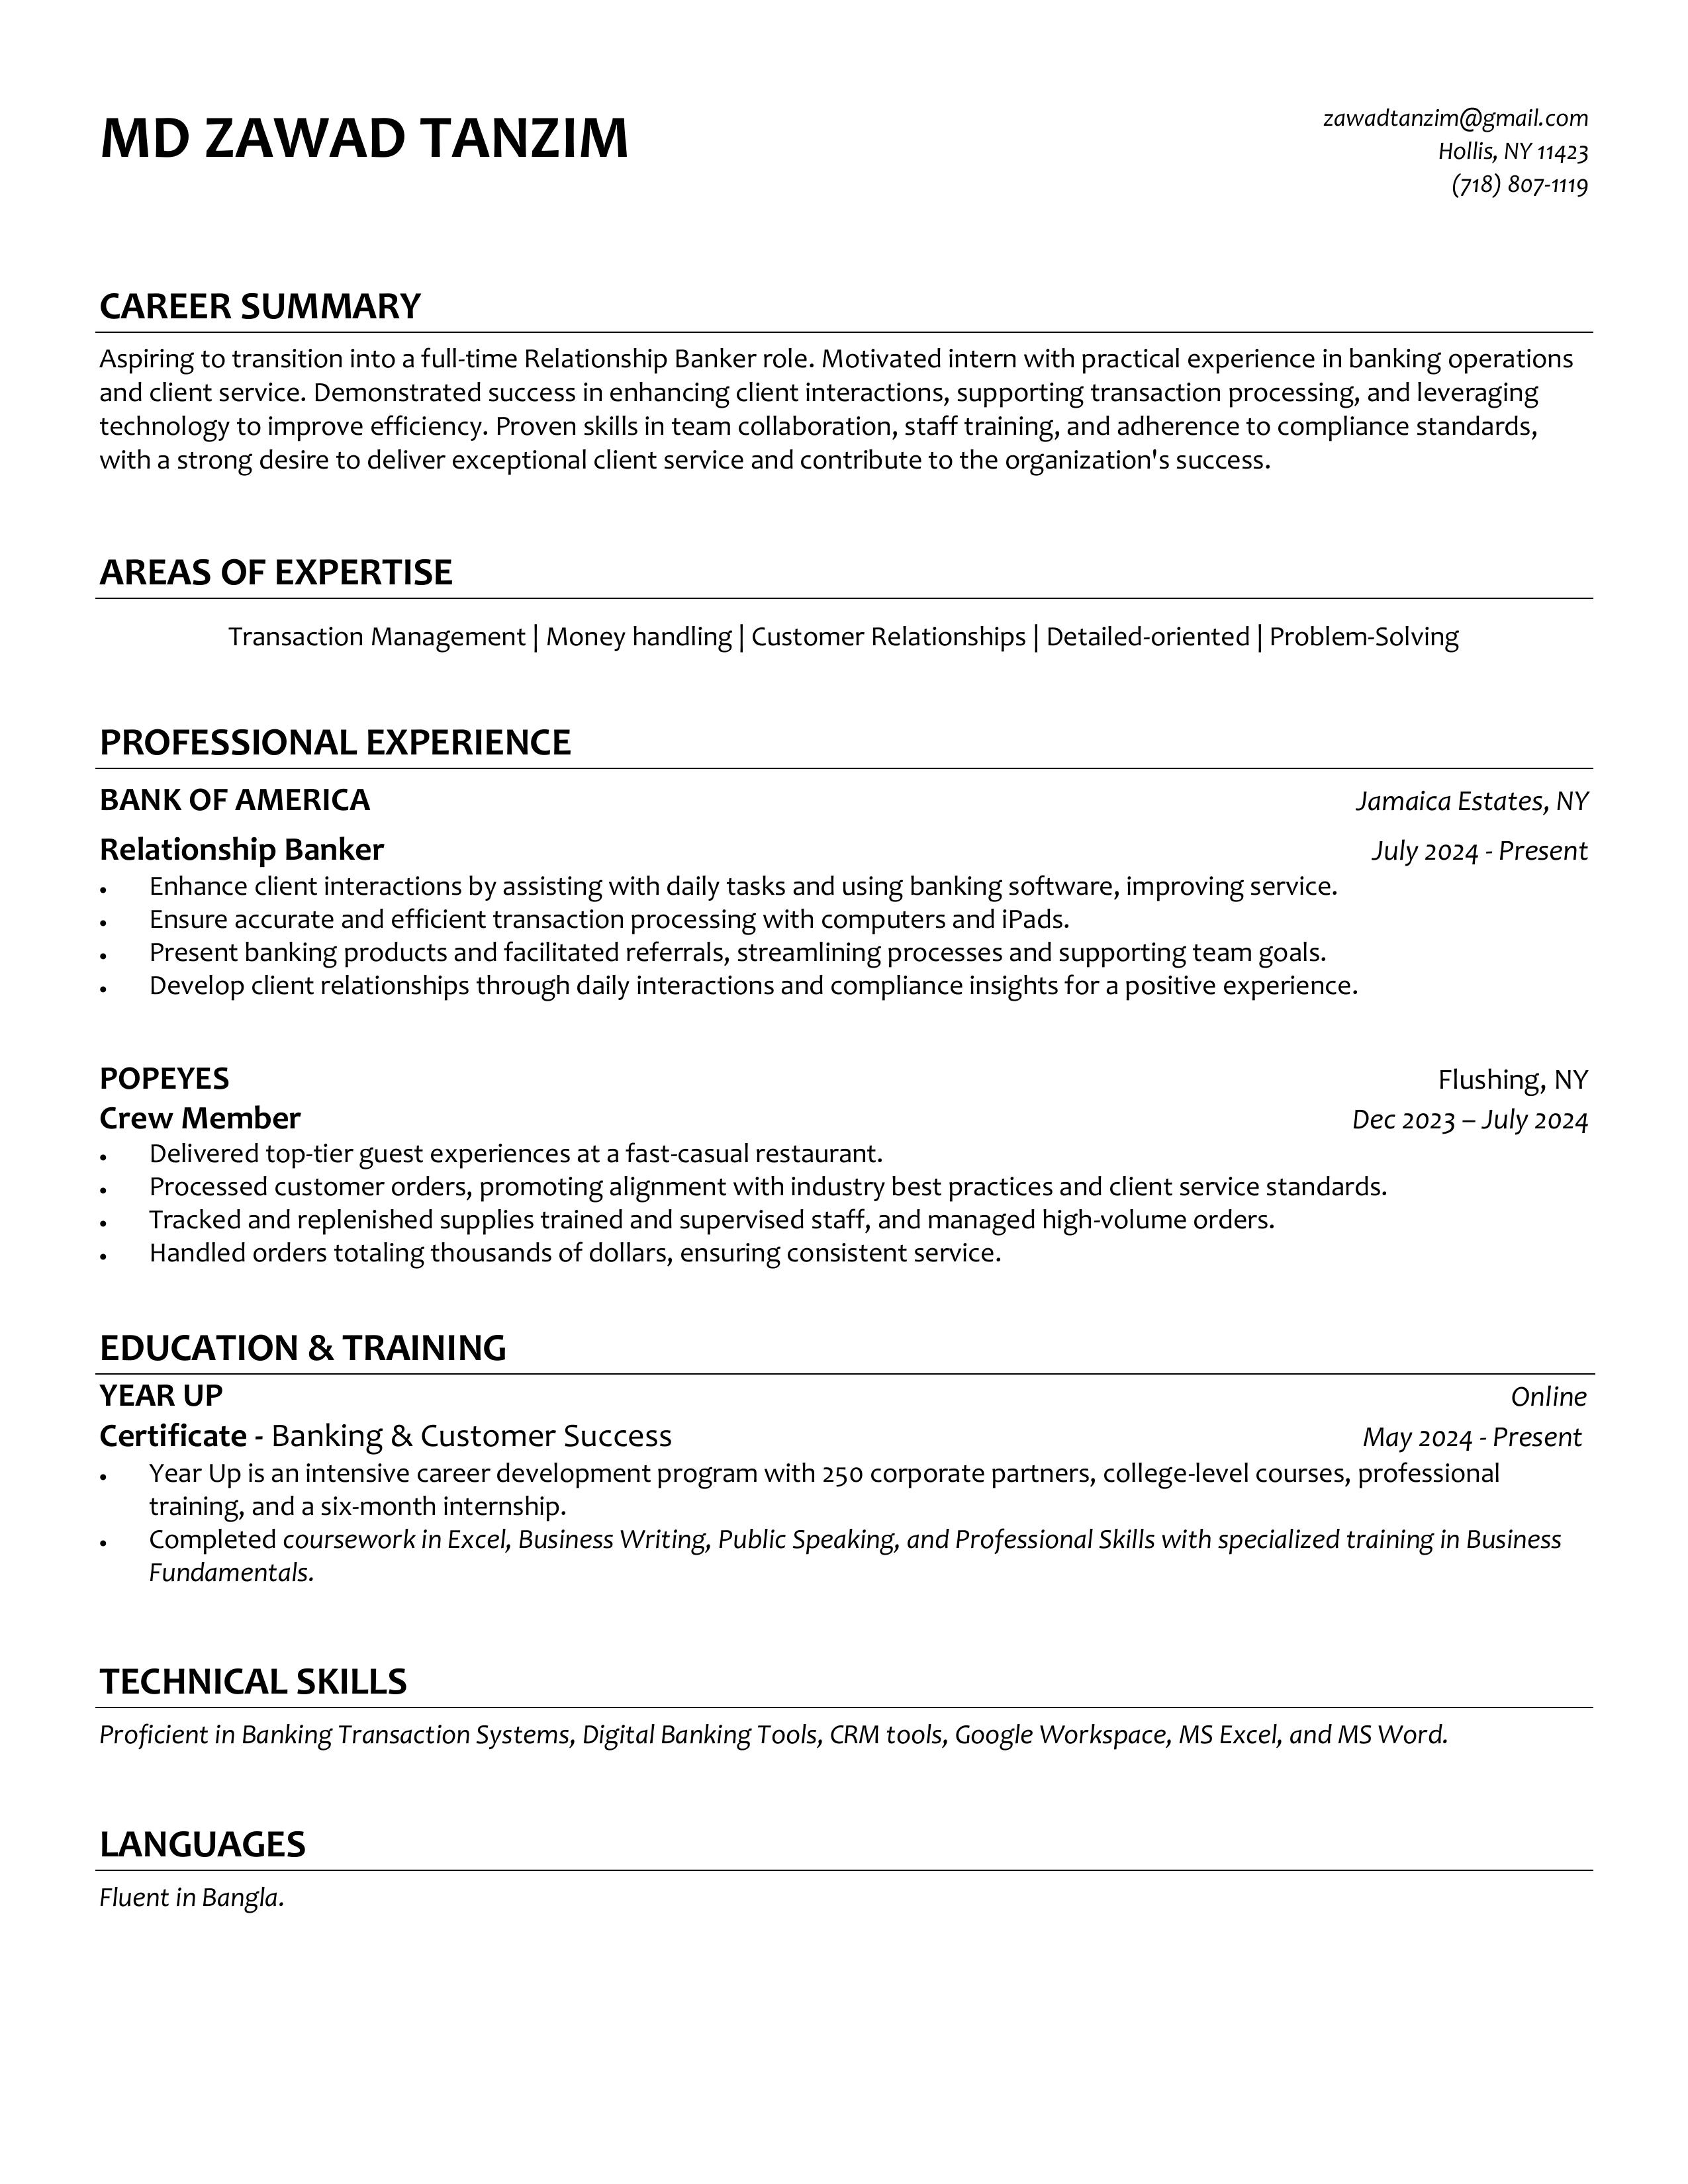 MD ZAWAD TANZIM
zawadtanzim@gmail.com
Hollis, NY 11423
(718) 807-1119
CAREER SUMMARY
Aspiring to transition into a full-time Relationship Banker role. Motivated intern with practical experience in banking operations
and client service. Demonstrated success in enhancing client interactions, supporting transaction processing, and leveraging
technology to improve efficiency. Proven skills in team collaboration, staff training, and adherence to compliance standards,
with a strong desire to deliver exceptional client service and contribute to the organization's success.
AREAS OF EXPERTISE
Transaction Management | Money handling | Customer Relationships | Detailed-oriented | Problem-Solving
PROFESSIONAL EXPERIENCE
BANK OF AMERICA Jamaica Estates, NY
Relationship Banker July 2024 - Present
• Enhance client interactions by assisting with daily tasks and using banking software, improving service.
• Ensure accurate and efficient transaction processing with computers and iPads.
• Present banking products and facilitated referrals, streamlining processes and supporting team goals.
• Develop client relationships through daily interactions and compliance insights for a positive experience.
POPEYES Flushing, NY
Crew Member Dec 2023 – July 2024
• Delivered top-tier guest experiences at a fast-casual restaurant.
• Processed customer orders, promoting alignment with industry best practices and client service standards.
• Tracked and replenished supplies trained and supervised staff, and managed high-volume orders.
• Handled orders totaling thousands of dollars, ensuring consistent service.
EDUCATION & TRAINING
YEAR UP Online
Certificate - Banking & Customer Success May 2024 - Present
• Year Up is an intensive career development program with 250 corporate partners, college-level courses, professional
training, and a six-month internship.
• Completed coursework in Excel, Business Writing, Public Speaking, and Professional Skills with specialized training in Business
Fundamentals.
TECHNICAL SKILLS
Proficient in Banking Transaction Systems, Digital Banking Tools, CRM tools, Google Workspace, MS Excel, and MS Word.
LANGUAGES
Fluent in Bangla.